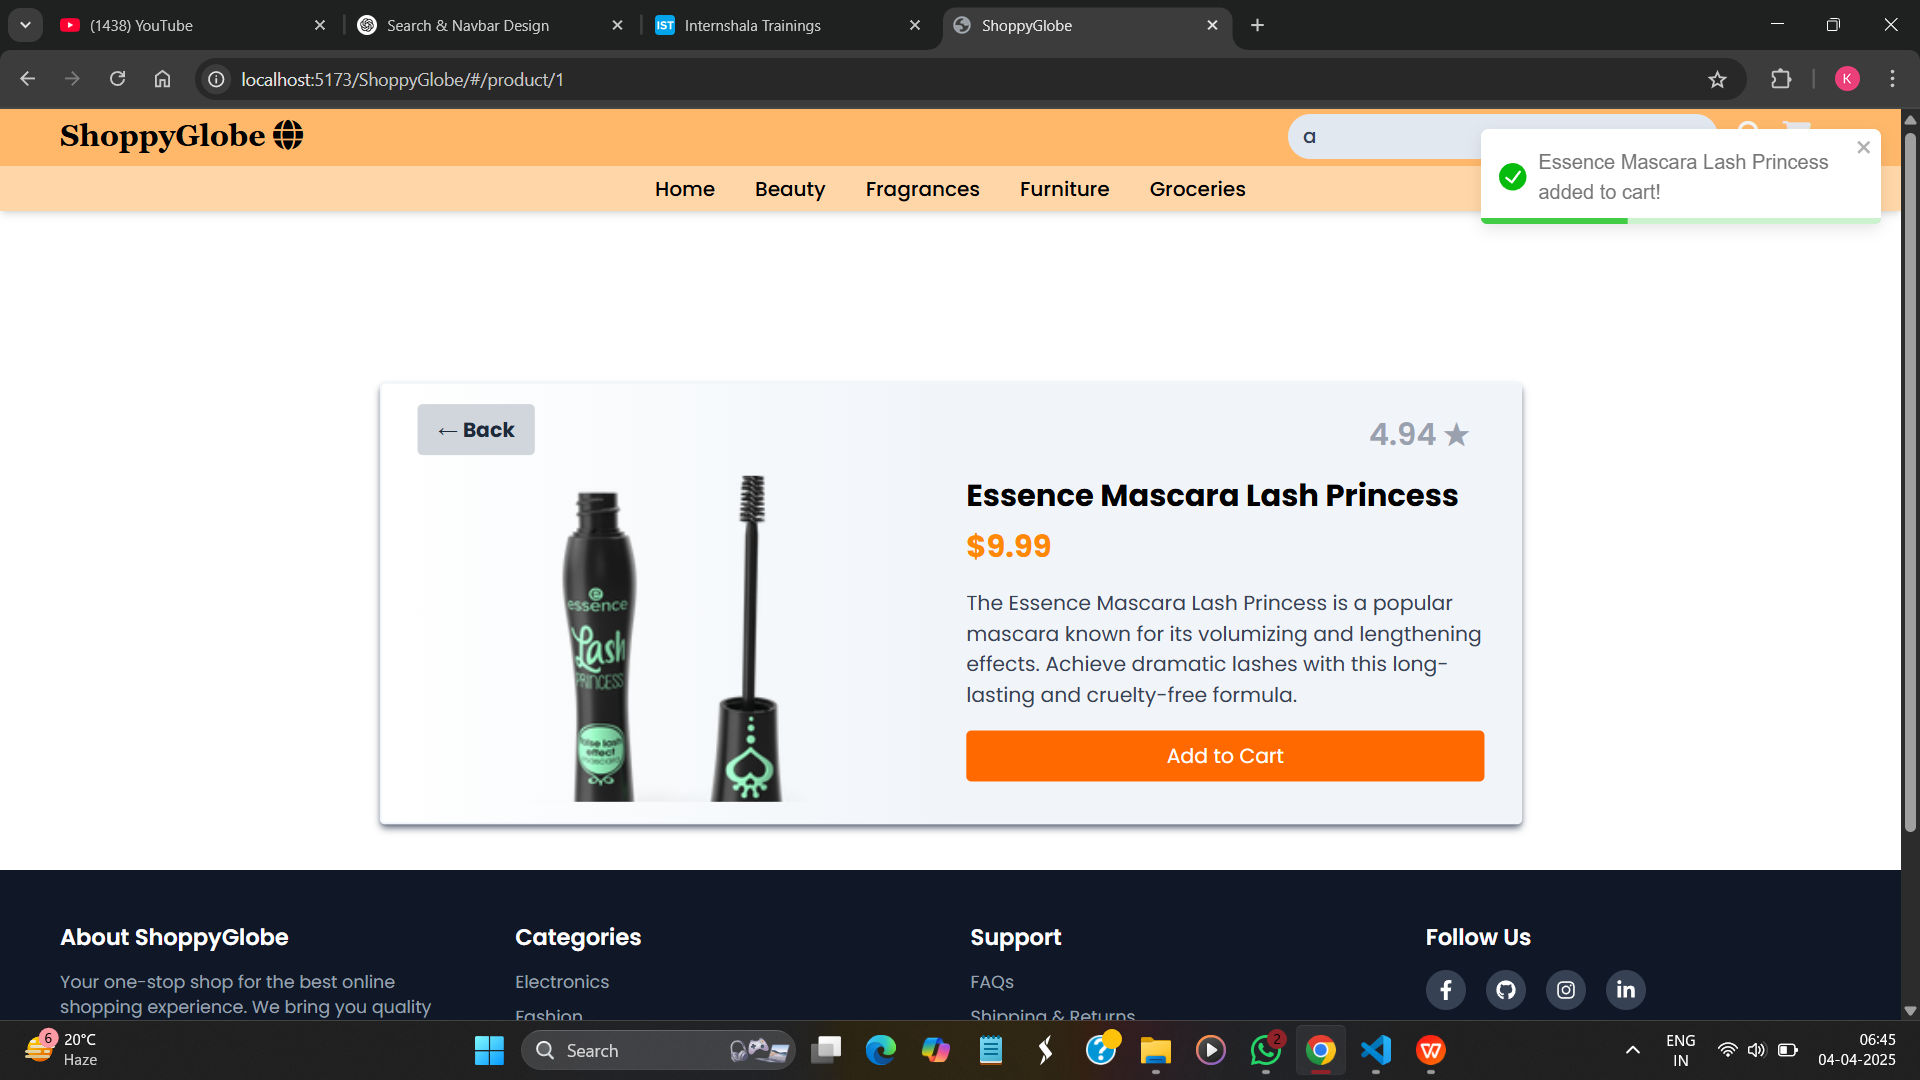 (1438) YouTube
Search & Navbar Design
Internshala Trainings
ShoppyGlobe
localhost:5173/ShoppyGlobe/#/product/1
K
ShoppyGlobe
a
Essence Mascara Lash Princess
added to cart!
Home
Beauty
Fragrances
Furniture
Groceries
← Back
4.94 ★
essence
Lash
PRINCESS
false lash
effect
mascara
Essence Mascara Lash Princess
$9.99
The Essence Mascara Lash Princess is a popular
mascara known for its volumizing and lengthening
effects. Achieve dramatic lashes with this long-
lasting and cruelty-free formula.
Add to Cart
About ShoppyGlobe
Your one-stop shop for the best online
shopping experience. We bring you quality
Categories
Electronics
Fashion
Support
FAQs
Shipping & Returns
Follow Us
6
20°C
Haze
Search
2
ENG
IN
06:45
04-04-2025